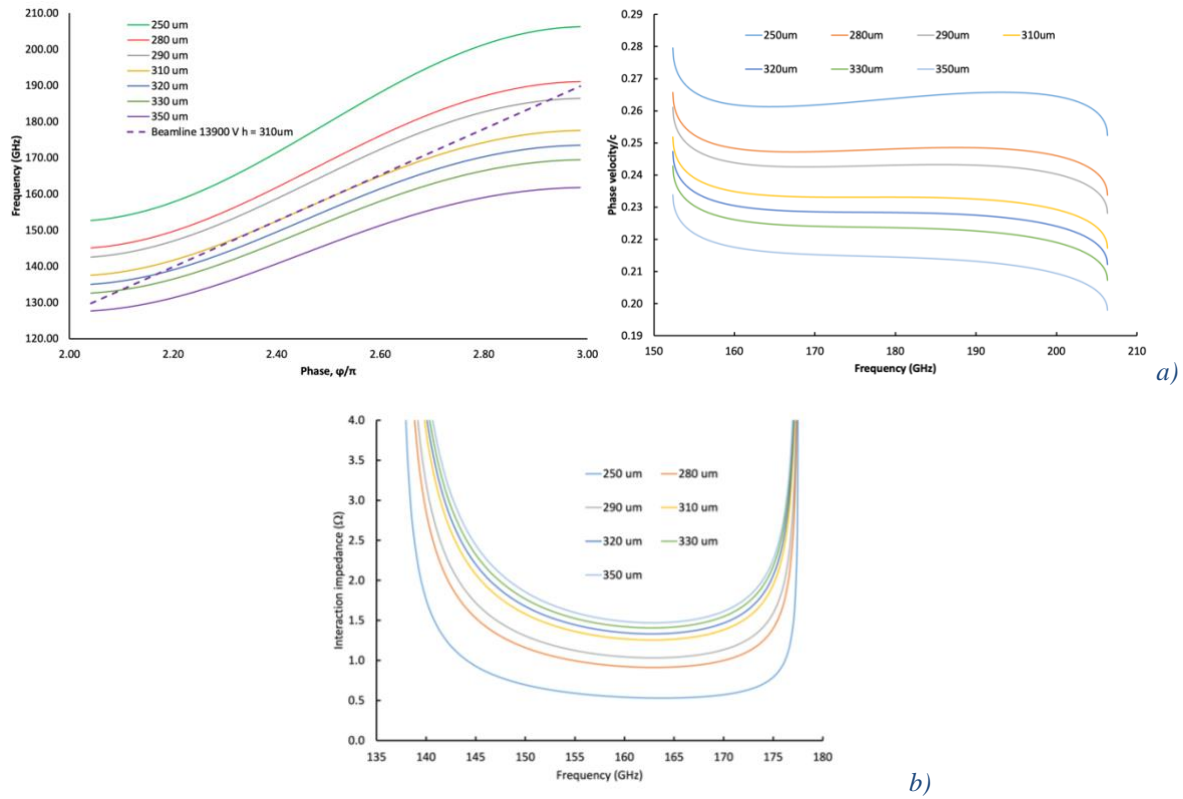 210.00
200.00
190.00
180.00
170.00
160.00
150.00
140.00
130.00
120.00
Frequency (GHz)
250 um
280 um
290 um
310 um
320 um
330 um
350 um
Beamline 13900 V h = 310um
2.00 2.20 2.40 2.60 2.80 3.00
Phase, φ/π
0.29
0.28
0.27
0.26
0.25
0.24
0.23
0.22
0.21
0.20
0.19
Phase velocity/c
250um 280um 290um 310um
320um 330um 350um
150 160 170 180 190 200 210
Frequency (GHz)
a)
4.0
3.5
3.0
2.5
2.0
1.5
1.0
0.5
0.0
Interaction impedance (Ω)
250 um 280 um
290 um 310 um
320 um 330 um
350 um
135 140 145 150 155 160 165 170 175 180
Frequency (GHz)
b)